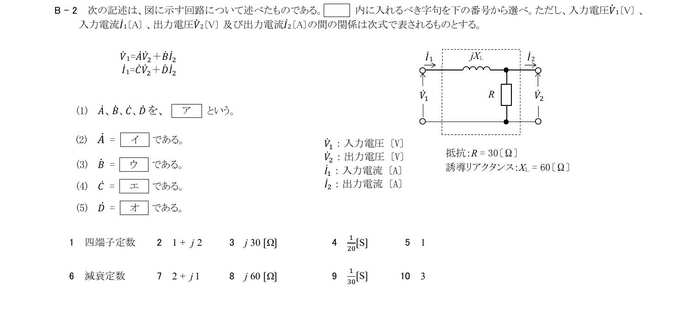 B－2 次の記述は、図に示す回路について述べたものである。□内に入れるべき字句を下の番号から選べ。ただし、入力電圧V̇₁[V]、
入力電流İ₁[A]、出力電圧V̇₂[V] 及び出力電流İ₂[A]の間の関係は次式で表されるものとする。
V̇₁=ȦV̇₂＋Ḃİ₂
İ₁=ĊV̇₂＋Ḋİ₂
(1) Ȧ、Ḃ、Ċ、Ḋを、 ア という。
(2) Ȧ = イ である。
(3) Ḃ = ウ である。
(4) Ċ = エ である。
(5) Ḋ = オ である。
İ₁ jXL İ₂
V̇₁ R V̇₂
V̇₁：入力電圧［V］
V̇₂：出力電圧［V］
İ₁：入力電流［A］
İ₂：出力電流［A］
抵抗：R＝30［Ω］
誘導リアクタンス：XL＝60［Ω］
1 四端子定数 2 1 + j 2 3 j 30 [Ω] 4 1/20[S] 5 1
6 減衰定数 7 2 + j 1 8 j 60 [Ω] 9 1/30[S] 10 3